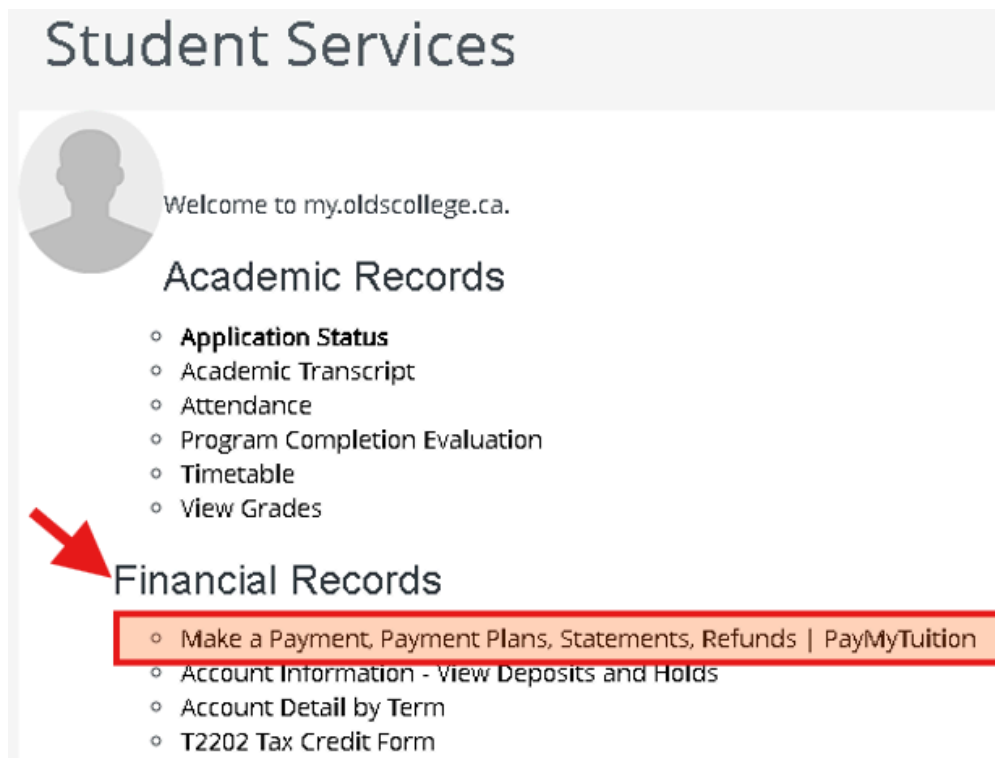 Student Services
Welcome to my.oldscollege.ca.
Academic Records
Application Status
Academic Transcript
Attendance
Program Completion Evaluation
Timetable
View Grades
Financial Records
Make a Payment, Payment Plans, Statements, Refunds | PayMyTuition
Account Information - View Deposits and Holds
Account Detail by Term
T2202 Tax Credit Form